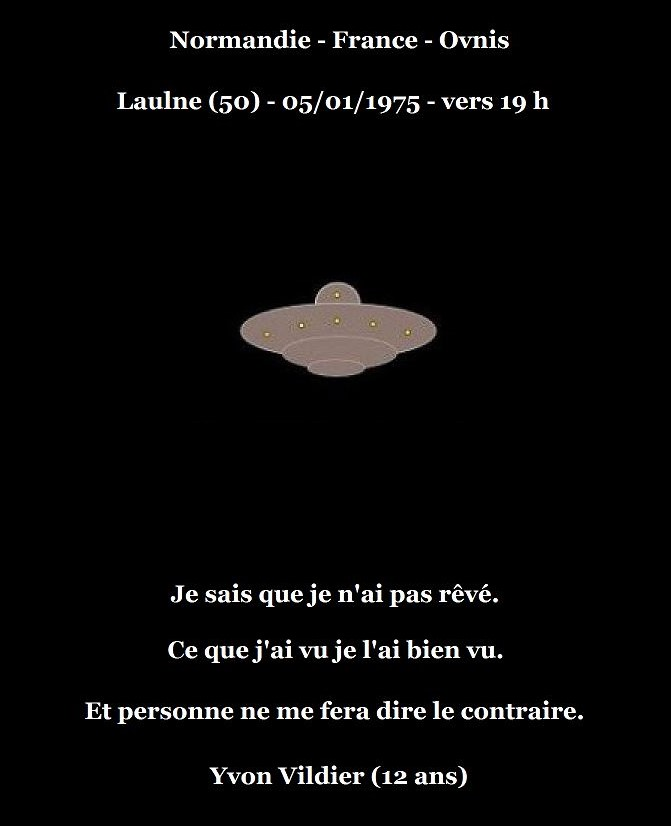 Normandie - France - Ovnis
Laulne (50) - 05/01/1975 - vers 19 h
Je sais que je n'ai pas rêvé.
Ce que j'ai vu je l'ai bien vu.
Et personne ne me fera dire le contraire.
Yvon Vildier (12 ans)